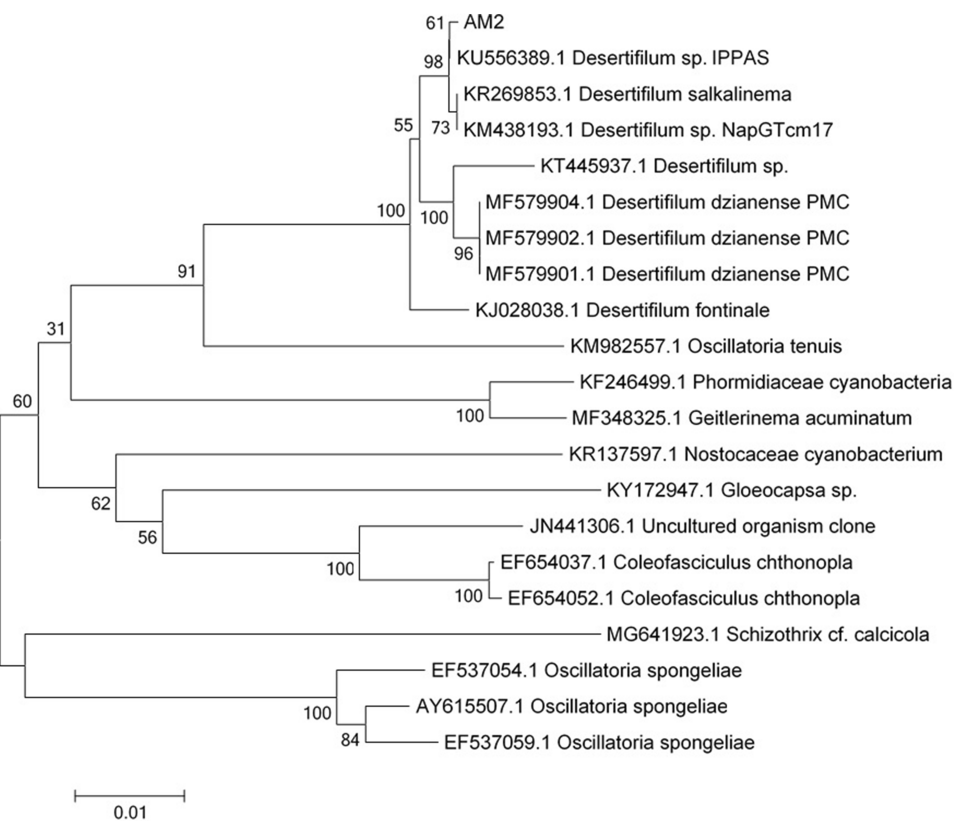 61 AM2
KU556389.1 Desertifilum sp. IPPAS
98
KR269853.1 Desertifilum salkalinema
55 73 KM438193.1 Desertifilum sp. NapGTcm17
KT445937.1 Desertifilum sp.
MF579904.1 Desertifilum dzianense PMC
100 100
MF579902.1 Desertifilum dzianense PMC
96
MF579901.1 Desertifilum dzianense PMC
91
KJ028038.1 Desertifilum fontinale
31
KM982557.1 Oscillatoria tenuis
KF246499.1 Phormidiaceae cyanobacteria
60 100
MF348325.1 Geitlerinema acuminatum
KR137597.1 Nostocaceae cyanobacterium
62
KY172947.1 Gloeocapsa sp.
56
JN441306.1 Uncultured organism clone
100
EF654037.1 Coleofasciculus chthonopla
100
EF654052.1 Coleofasciculus chthonopla
MG641923.1 Schizothrix cf. calcicola
EF537054.1 Oscillatoria spongeliae
100
AY615507.1 Oscillatoria spongeliae
84
EF537059.1 Oscillatoria spongeliae
0.01